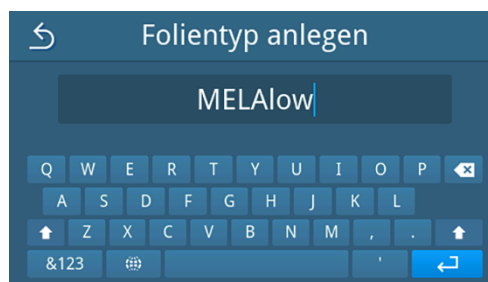 Folientyp anlegen
MELAlow
Q W E R T Y U I O P
A S D F G H J K L
Z X C V B N M , .
&123 '